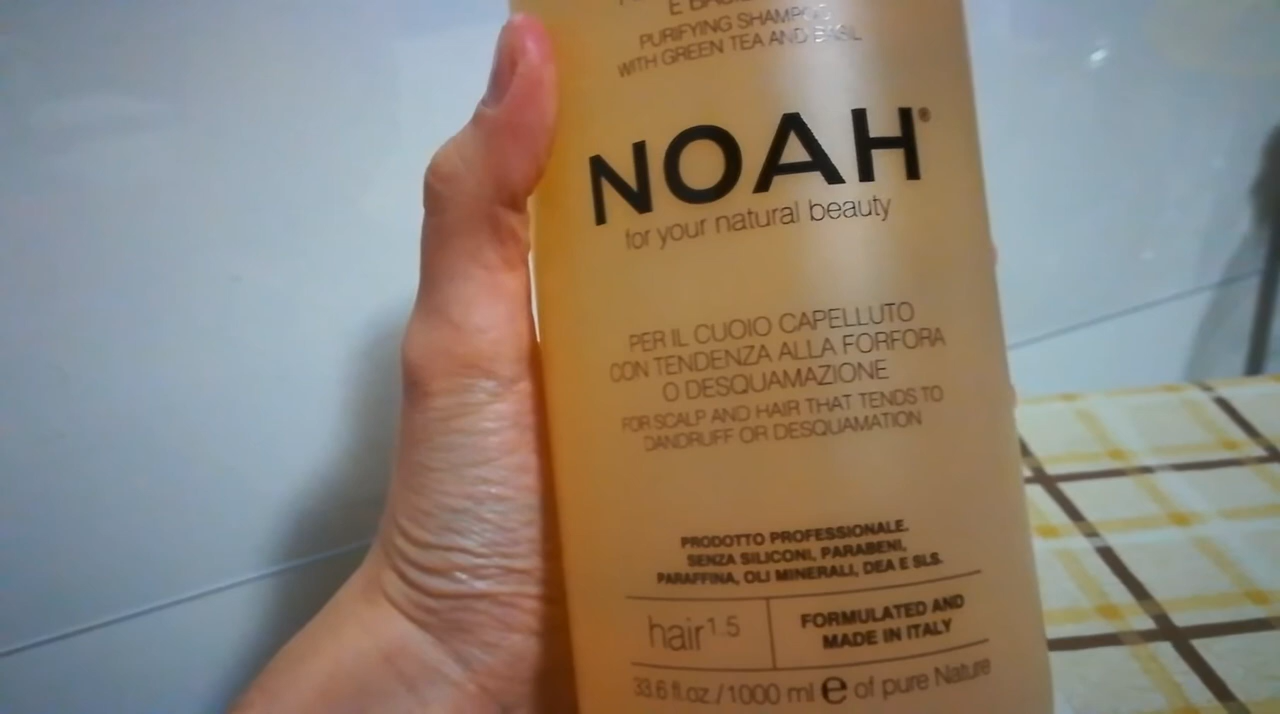 PURIFYING SHAMPOO
WITH GREEN TEA AND BASIL
NOAH®
for your natural beauty
PER IL CUOIO CAPELLUTO
CON TENDENZA ALLA FORFORA
O DESQUAMAZIONE
FOR SCALP AND HAIR THAT TENDS TO
DANDRUFF OR DESQUAMATION
PRODOTTO PROFESSIONALE.
SENZA SILICONI, PARABENI,
PARAFFINA, OLI MINERALI, DEA E SLS.
hair 1.5
FORMULATED AND
MADE IN ITALY
33.6 fl.oz./1000 ml e of pure Nature